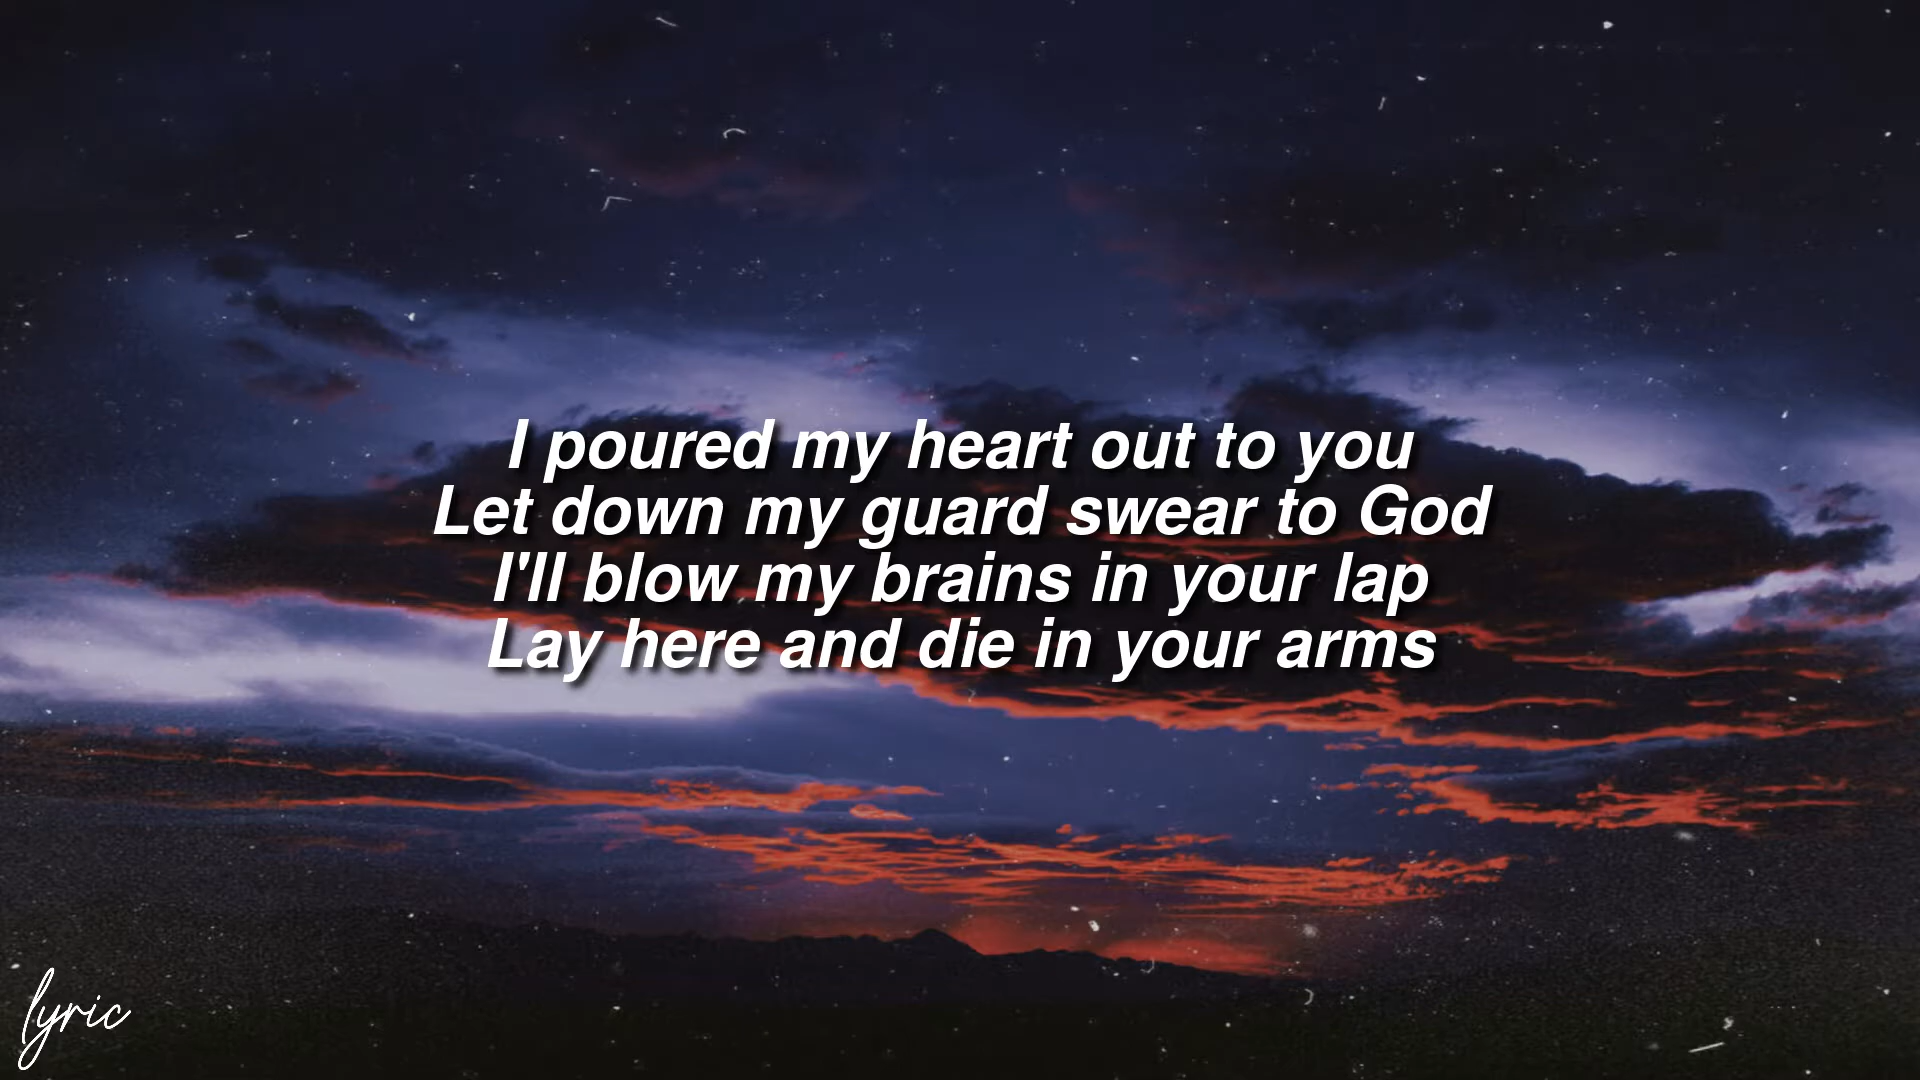 I poured my heart out to you
Let down my guard swear to God
I'll blow my brains in your lap
Lay here and die in your arms
lyric